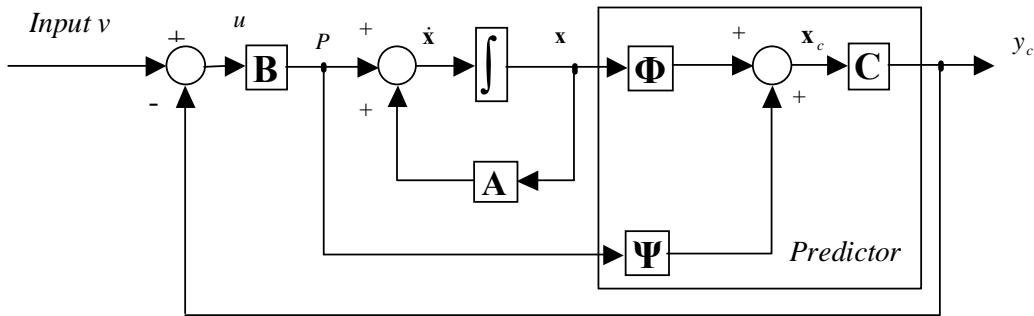 Input v
+
-
u
B
P
+
+
ẋ
∫
x
A
Φ
Ψ
+
+
x_c
C
Predictor
y_c